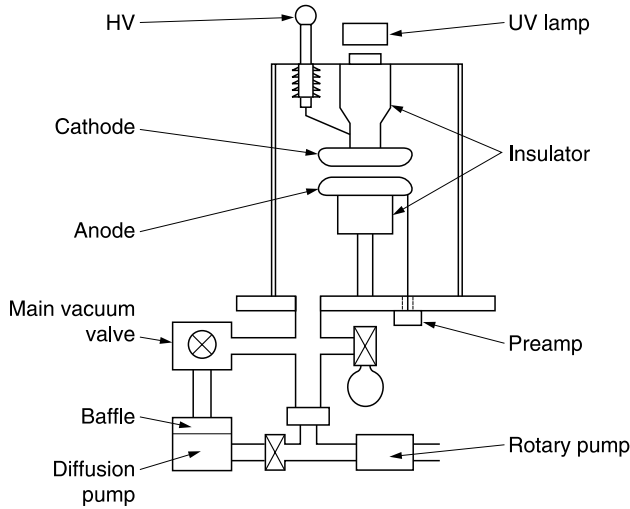 HV
UV lamp
Cathode
Insulator
Anode
Main vacuum
valve
Preamp
Baffle
Rotary pump
Diffusion
pump